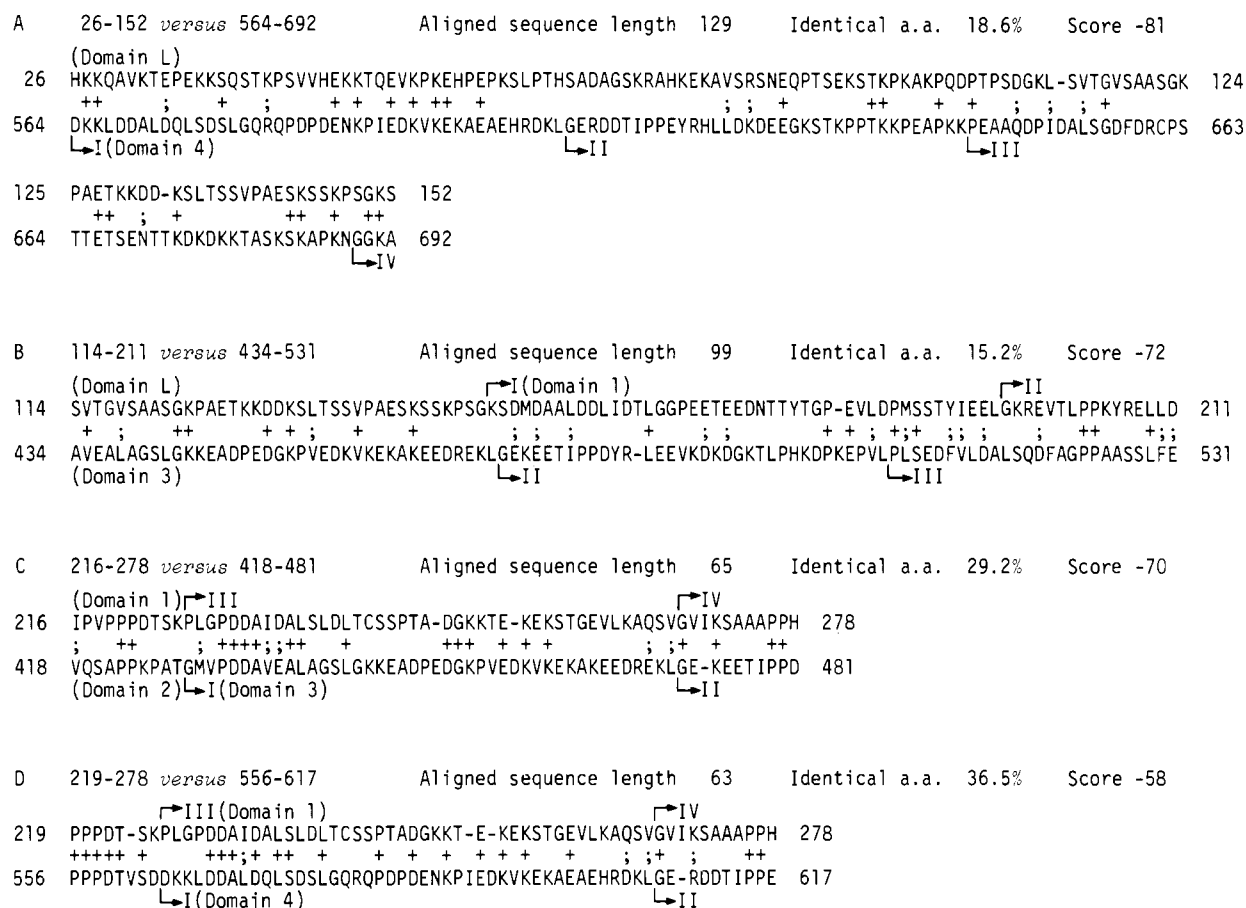 A 26-152 versus 564-692 Aligned sequence length 129 Identical a.a. 18.6% Score -81
(Domain L)
26 HKKQAVKTEPEKKSQSTKPSVVHEKKTQEVKPKEHPEPKSLPTHSADAGSKRAHKEKAVSRSNEQPTSEKSTKPKAKPQDPTPSDGKL-SVTGVSAASGK 124
++ ; + ; + + + ++ + ; ; + ++ + + ; ; ; +
564 DKKLDDALDQLSDSLGQRQPDPDENKPIEDKVKEKAEAEHRDKLGERDDTIPPEYRHLLDKDEEGKSTKPPTKKPEAPKKPEAAQDPIDALSGDFDRCPS 663
I(Domain 4) II III
125 PAETKKDD-KSLTSSVPAESKSSKPSGKS 152
++ ; + ++ + ++
664 TTETSENTTKDKDKKTASKSKAPKNGGKA 692
IV
B 114-211 versus 434-531 Aligned sequence length 99 Identical a.a. 15.2% Score -72
(Domain L) I(Domain 1) II
114 SVTGVSAASGKPAETKKDDKSLTSSVPAESKSSKPSGKSDMDAALDDLIDTLGGPEETEEDNTTYTGP-EVLDPMSSTYIEELGKREVTLPPKYRELLD 211
+ ; ++ + + ; + + ; ; ; + ; ; + + ; +;+ ;; ; ; ++ +;;
434 AVEALAGSLGKKEADPEDGKPVEDKVKEKAKEEDREKLGEKEETIPPDYR-LEEVKDKDGKTLPHKDPKEPVLPLSEDFVLDALSQDFAGPPAASSLFE 531
(Domain 3) II III
C 216-278 versus 418-481 Aligned sequence length 65 Identical a.a. 29.2% Score -70
(Domain 1) III IV
216 IPVPPPDTSKPLGPDDAIDALSLDLTCSSPTA-DGKKTE-KEKSTGEVLKAQSVGVIKSAAAPPH 278
; ++ ; ++++;;++ + +++ + + + + ;+ + ++
418 VQSAPPKPATGMVPDDAVEALAGSLGKKEADPEDGKPVEDKVKEKAKEEDREKLGE-KEETIPPD 481
(Domain 2) I(Domain 3) II
D 219-278 versus 556-617 Aligned sequence length 63 Identical a.a. 36.5% Score -58
III(Domain 1) IV
219 PPPDT-SKPLGPDDAIDALSLDLTCSSPTADGKKT-E-KEKSTGEVLKAQSVGVIKSAAAPPH 278
+++++ + +++;+ ++ + + + + + + + + ; ;+ ; ++
556 PPPDTVSDDKKLDDALDQLSDSLGQRQPDPDENKPIEDKVKEKAEAEHRDKLGE-RDDTIPPE 617
I(Domain 4) II